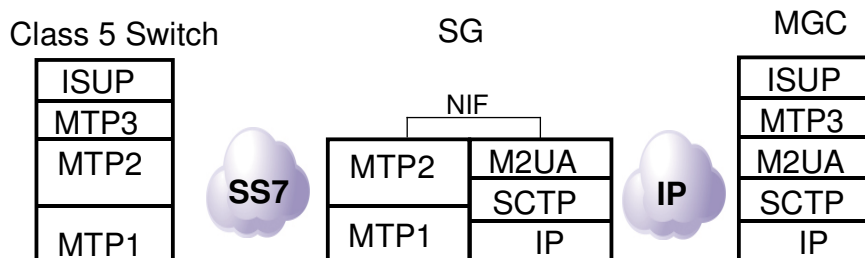 Class 5 Switch
ISUP
MTP3
MTP2
MTP1
SS7
SG
NIF
MTP2
MTP1
M2UA
SCTP
IP
IP
MGC
ISUP
MTP3
M2UA
SCTP
IP